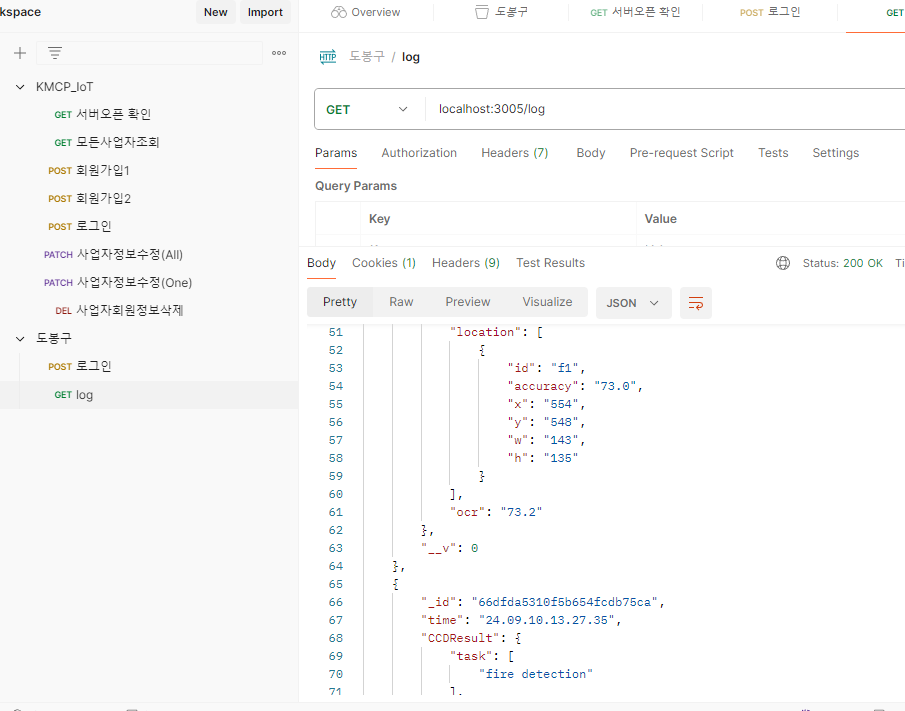 kspace New Import
Overview 도봉구 GET 서버오픈 확인 POST 로그인 GET
HTTP 도봉구 / log
KMCP_IoT
GET 서버오픈 확인
GET 모든사업자조회
POST 회원가입1
POST 회원가입2
POST 로그인
PATCH 사업자정보수정(All)
PATCH 사업자정보수정(One)
DEL 사업자회원정보삭제
도봉구
POST 로그인
GET log
GET localhost:3005/log
Params Authorization Headers (7) Body Pre-request Script Tests Settings
Query Params
Key Value
Body Cookies (1) Headers (9) Test Results Status: 200 OK Ti
Pretty Raw Preview Visualize JSON
51 "location": [
52 {
53 "id": "f1",
54 "accuracy": "73.0",
55 "x": "554",
56 "y": "548",
57 "w": "143",
58 "h": "135"
59 }
60 ],
61 "ocr": "73.2"
62 },
63 "__v": 0
64 },
65 {
66 "_id": "66dfda5310f5b654fcdb75ca",
67 "time": "24.09.10.13.27.35",
68 "CCDResult": {
69 "task": [
70 "fire detection"
71 ],